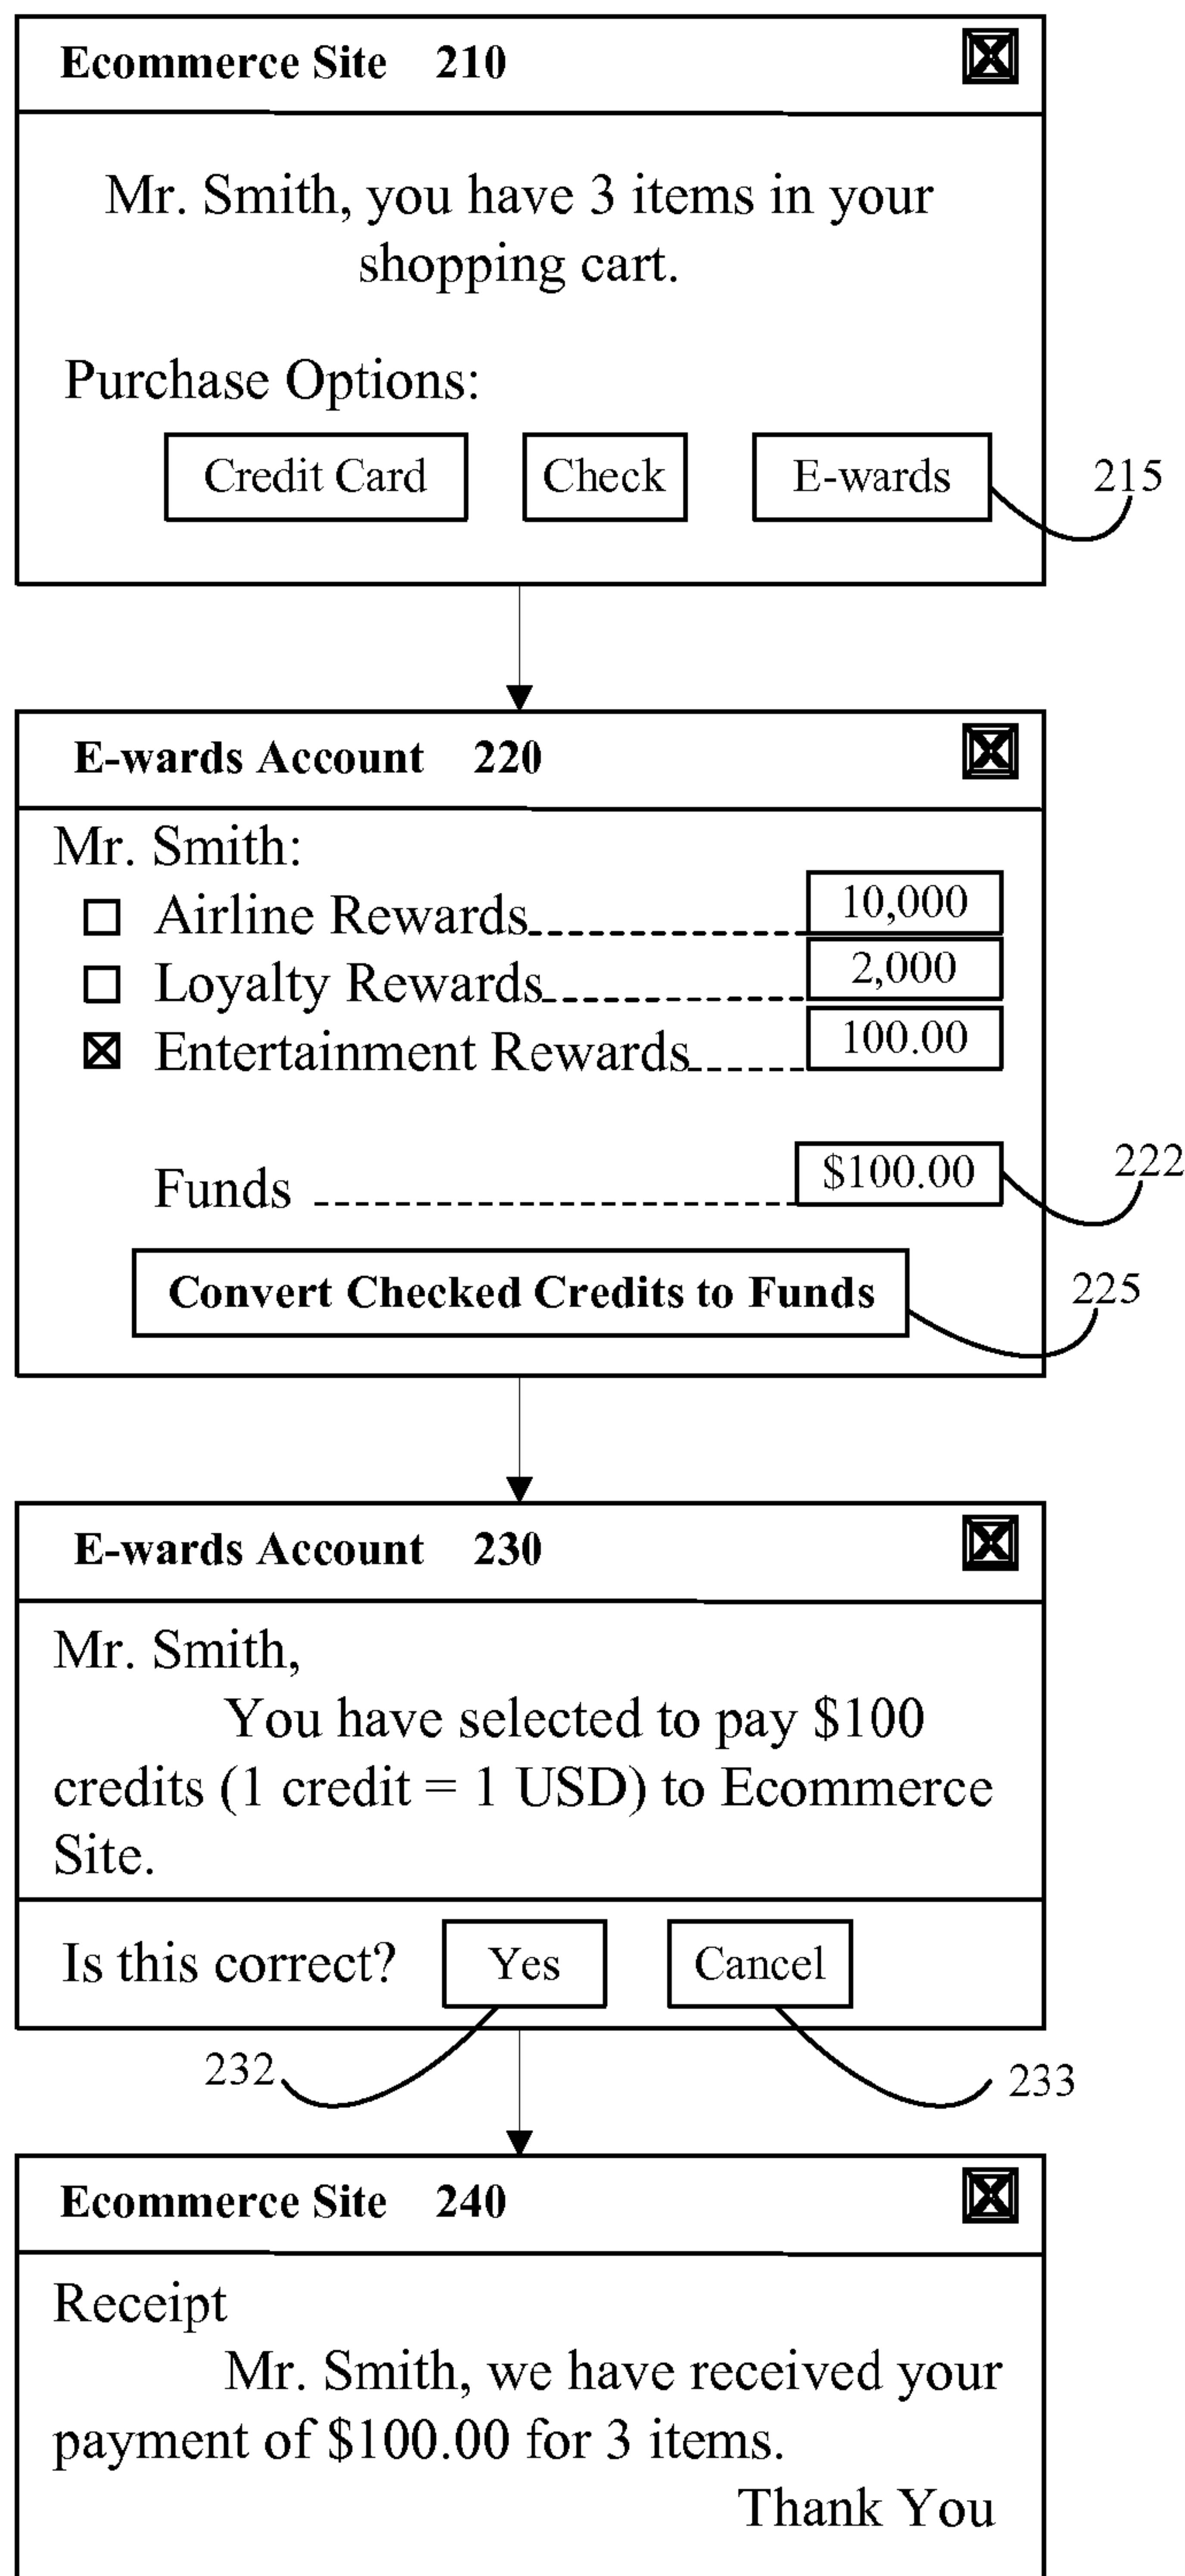 Ecommerce Site 210
Mr. Smith, you have 3 items in your
shopping cart.
Purchase Options:
Credit Card Check E-wards 215
E-wards Account 220
Mr. Smith:
Airline Rewards 10,000
Loyalty Rewards 2,000
Entertainment Rewards 100.00
Funds $100.00 222
Convert Checked Credits to Funds 225
E-wards Account 230
Mr. Smith,
You have selected to pay $100
credits (1 credit = 1 USD) to Ecommerce
Site.
Is this correct? Yes Cancel
232 233
Ecommerce Site 240
Receipt
Mr. Smith, we have received your
payment of $100.00 for 3 items.
Thank You